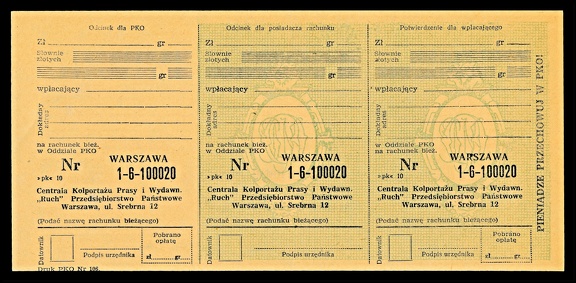 Odcinek dla PKO
Zł gr
Słownie
złotych
gr
wpłacający
Dokładny
adres
na rachunek bież.
w Oddziale PKO
Nr WARSZAWA
1-6-100020
»pk« 10
Centrala Kolportażu Prasy i Wydawn.
„Ruch” Przedsiębiorstwo Państwowe
Warszawa, ul. Srebrna 12
(Podać nazwę rachunku bieżącego)
Datownik
Podpis urzędnika
Pobrano
opłatę
zł gr.
Druk PKO Nr 106.
Odcinek dla posiadacza rachunku
Zł gr
Słownie
złotych
gr
wpłacający
Dokładny
adres
na rachunek bież.
w Oddziale PKO
Nr WARSZAWA
1-6-100020
»pk« 10
Centrala Kolportażu Prasy i Wydawn.
„Ruch” Przedsiębiorstwo Państwowe
Warszawa, ul. Srebrna 12
(Podać nazwę rachunku bieżącego)
Datownik
Podpis urzędnika
Potwierdzenie dla wpłacającego
Zł gr
Słownie
złotych
gr
wpłacający
Dokładny
adres
na rachunek bież.
w Oddziale PKO
Nr WARSZAWA
1-6-100020
»pk« 10
Centrala Kolportażu Prasy i Wydawn.
„Ruch” Przedsiębiorstwo Państwowe
Warszawa, ul. Srebrna 12
(Podać nazwę rachunku bieżącego)
Datownik
Podpis urzędnika
Pobrano
opłatę
zł gr.
PIENIĄDZE PRZECHOWUJ W PKO!